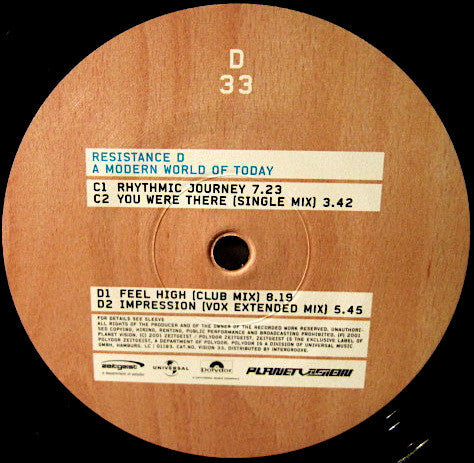 D
33
RESISTANCE D
A MODERN WORLD OF TODAY
C1 RHYTHMIC JOURNEY 7.23
C2 YOU WERE THERE (SINGLE MIX) 3.42
D1 FEEL HIGH (CLUB MIX) 8.19
D2 IMPRESSION (VOX EXTENDED MIX) 5.45
FOR DETAILS SEE SLEEVE
ALL RIGHTS OF THE PRODUCER AND OF THE OWNER OF THE RECORDED WORK RESERVED. UNAUTHORI-
SED COPYING, HIRING, RENTING, PUBLIC PERFORMANCE AND BROADCASTING PROHIBITED. (P) 2001
PLANET VISION. (C) 2001 ZEITGEIST / POLYDOR ZEITGEIST. ZEITGEIST IS THE EXCLUSIVE LABEL OF
POLYDOR ZEITGEIST, A DEPARTMENT OF POLYDOR. POLYDOR IS A DIVISION OF UNIVERSAL MUSIC
GMBH, HAMBURG. LC 01183. CAT.NO. VISION 33. DISTRIBUTED BY INTERGROOVE.
zeitgeist
UNIVERSAL
Polydor
PLANET VISION
a department of polydor